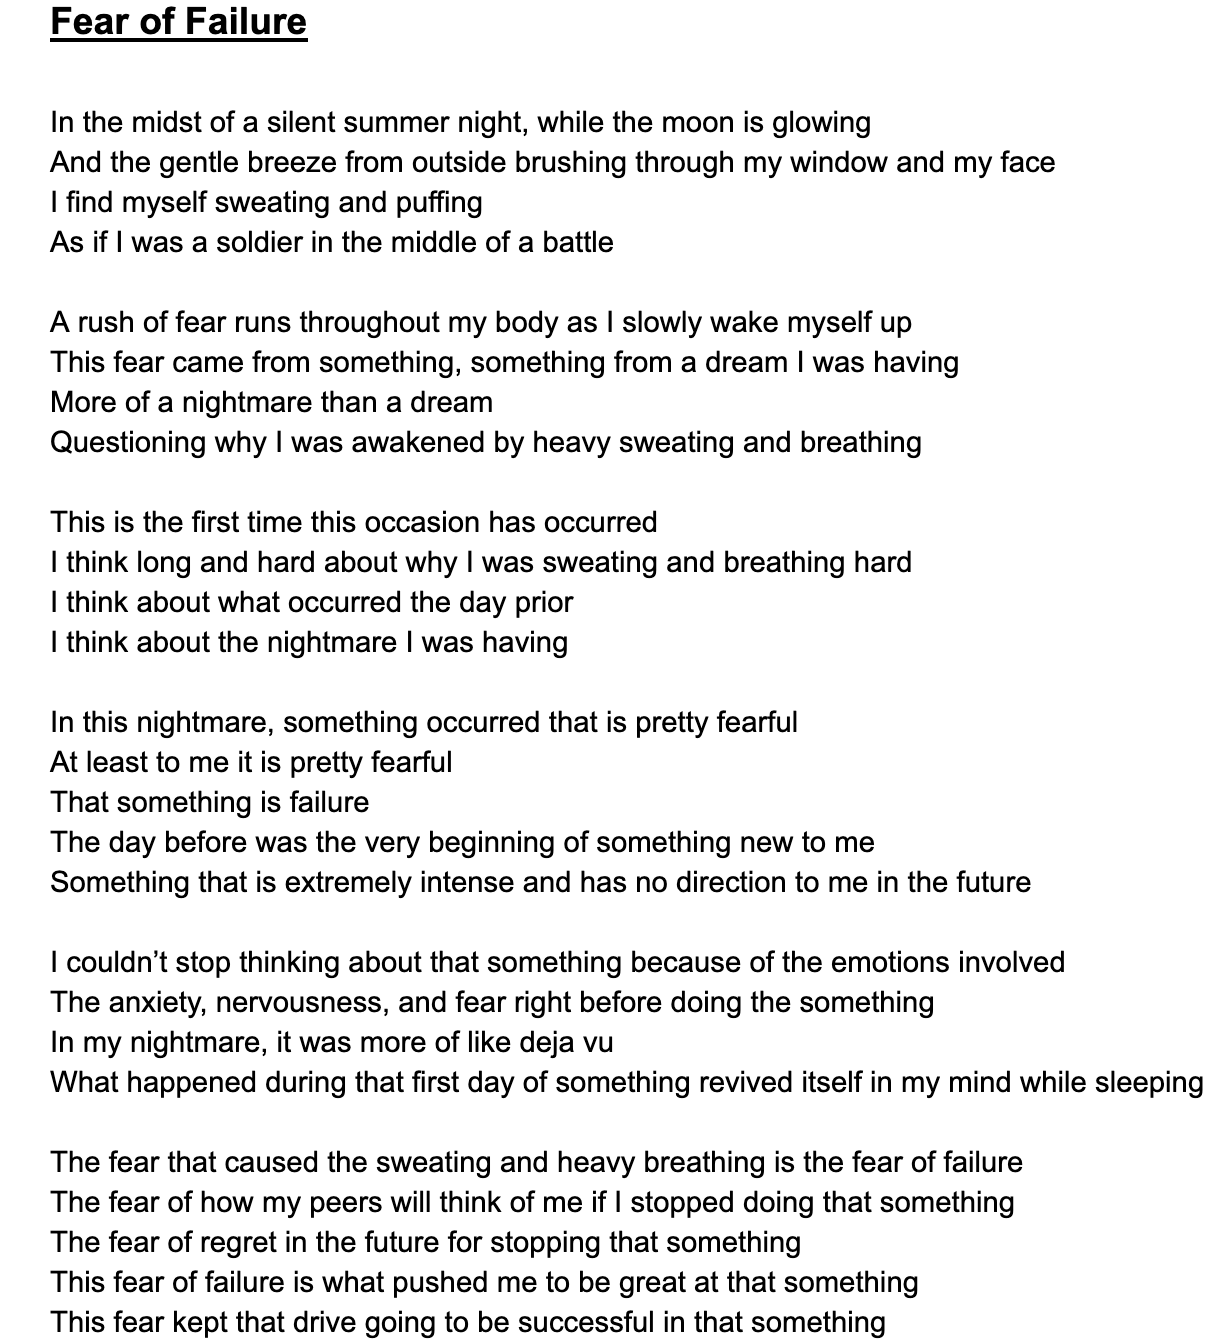 Fear of Failure
In the midst of a silent summer night, while the moon is glowing
And the gentle breeze from outside brushing through my window and my face
I find myself sweating and puffing
As if I was a soldier in the middle of a battle
A rush of fear runs throughout my body as I slowly wake myself up
This fear came from something, something from a dream I was having
More of a nightmare than a dream
Questioning why I was awakened by heavy sweating and breathing
This is the first time this occasion has occurred
I think long and hard about why I was sweating and breathing hard
I think about what occurred the day prior
I think about the nightmare I was having
In this nightmare, something occurred that is pretty fearful
At least to me it is pretty fearful
That something is failure
The day before was the very beginning of something new to me
Something that is extremely intense and has no direction to me in the future
I couldn’t stop thinking about that something because of the emotions involved
The anxiety, nervousness, and fear right before doing the something
In my nightmare, it was more of like deja vu
What happened during that first day of something revived itself in my mind while sleeping
The fear that caused the sweating and heavy breathing is the fear of failure
The fear of how my peers will think of me if I stopped doing that something
The fear of regret in the future for stopping that something
This fear of failure is what pushed me to be great at that something
This fear kept that drive going to be successful in that something